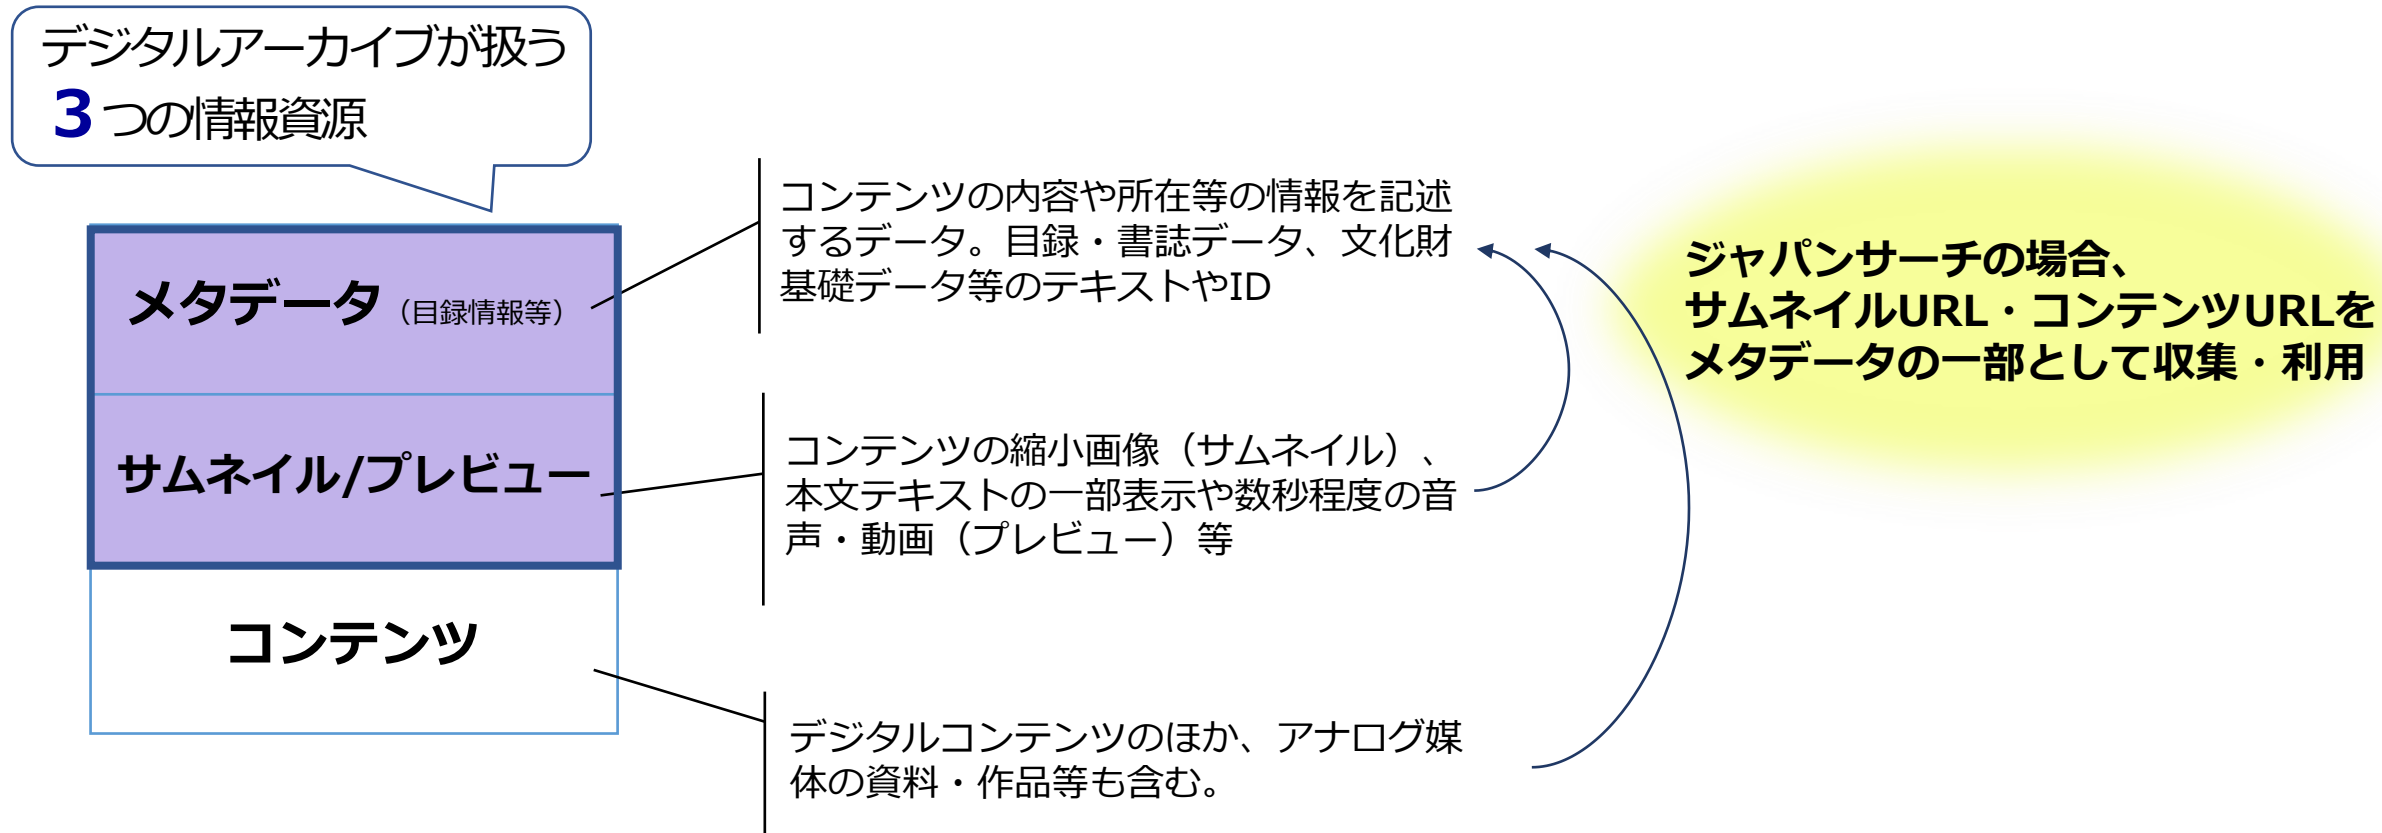 デジタルアーカイブが扱う
3つの情報資源
メタデータ（目録情報等）
コンテンツの内容や所在等の情報を記述
するデータ。目録・書誌データ、文化財
基礎データ等のテキストやID
サムネイル/プレビュー
コンテンツの縮小画像（サムネイル）、
本文テキストの一部表示や数秒程度の音
声・動画（プレビュー）等
コンテンツ
デジタルコンテンツのほか、アナログ媒
体の資料・作品等も含む。
ジャパンサーチの場合、
サムネイルURL・コンテンツURLを
メタデータの一部として収集・利用